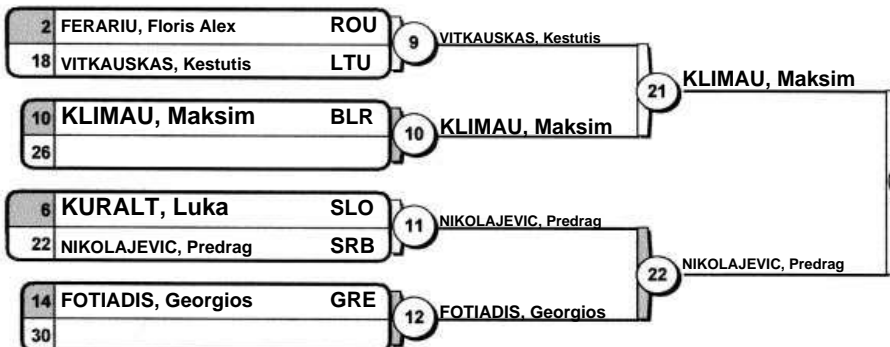 2 FERARIU, Floris Alex ROU
18 VITKAUSKAS, Kestutis LTU
9 VITKAUSKAS, Kestutis
10 KLIMAU, Maksim BLR
26
10 KLIMAU, Maksim
21 KLIMAU, Maksim
6 KURALT, Luka SLO
22 NIKOLAJEVIC, Predrag SRB
11 NIKOLAJEVIC, Predrag
14 FOTIADIS, Georgios GRE
30
12 FOTIADIS, Georgios
22 NIKOLAJEVIC, Predrag